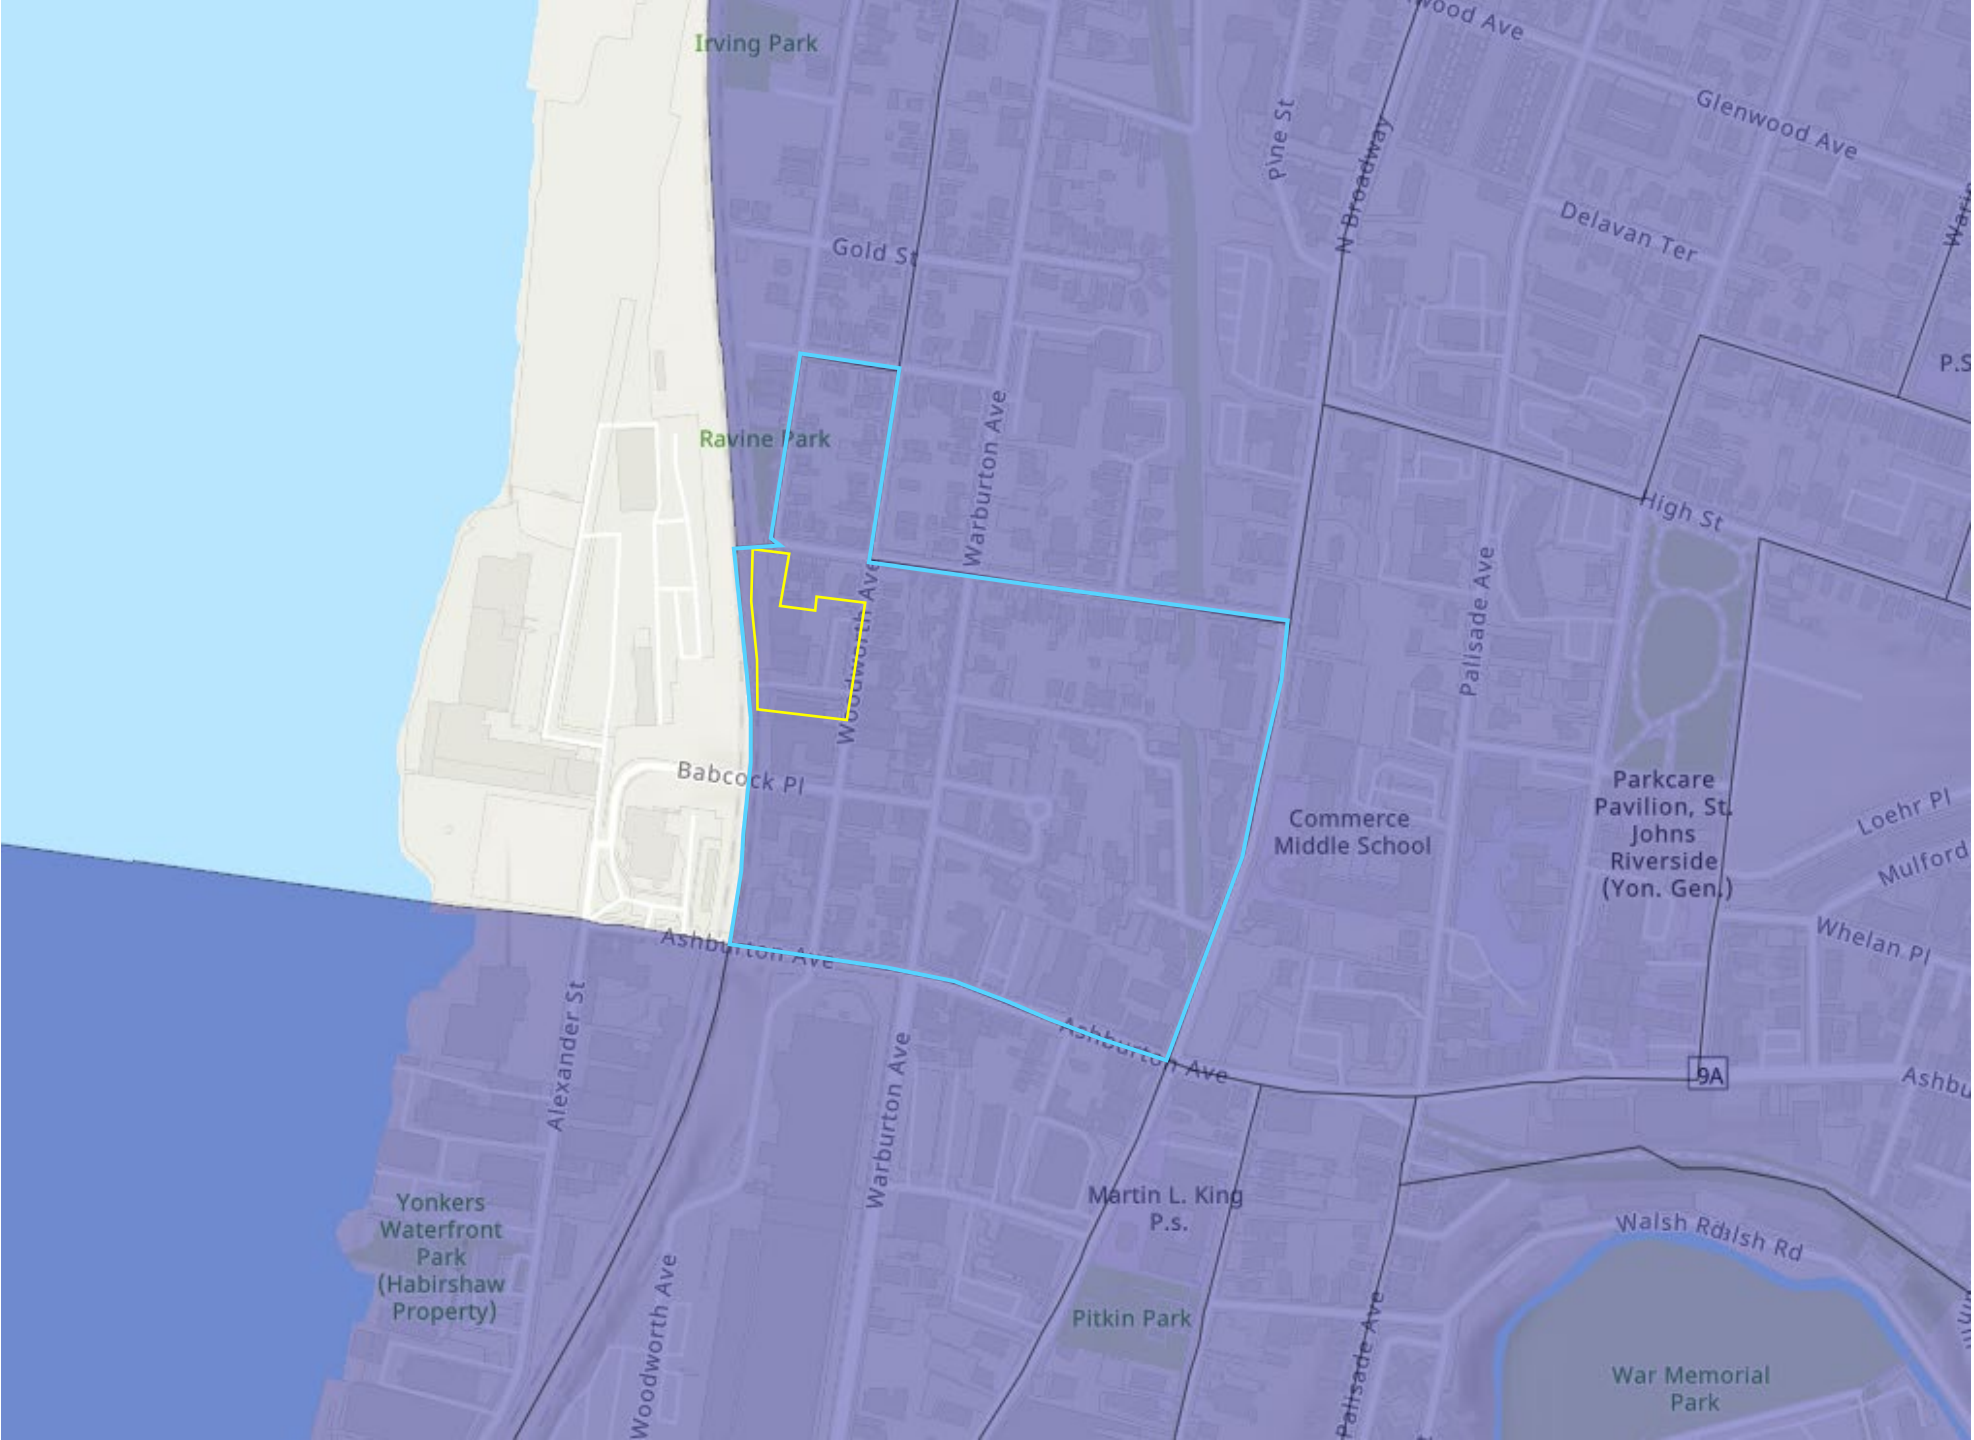 Irving Park
wood Ave
Glenwood Ave
Pine St
N Broadway
Delavan Ter
Gold St
P.S
Ravine Park
Warburton Ave
High St
Palisade Ave
Woodworth Ave
Babcock Pl
Commerce
Middle School
Parkcare
Pavilion, St.
Johns
Riverside
(Yon. Gen.)
Loehr Pl
Mulford
Whelan Pl
Ashburton Ave
Alexander St
Ashburton Ave
9A
Ashbu
Warburton Ave
Martin L. King
P.s.
Yonkers
Waterfront
Park
(Habirshaw
Property)
Walsh Rd
alsh Rd
Woodworth Ave
Pitkin Park
Palisade Ave
War Memorial
Park